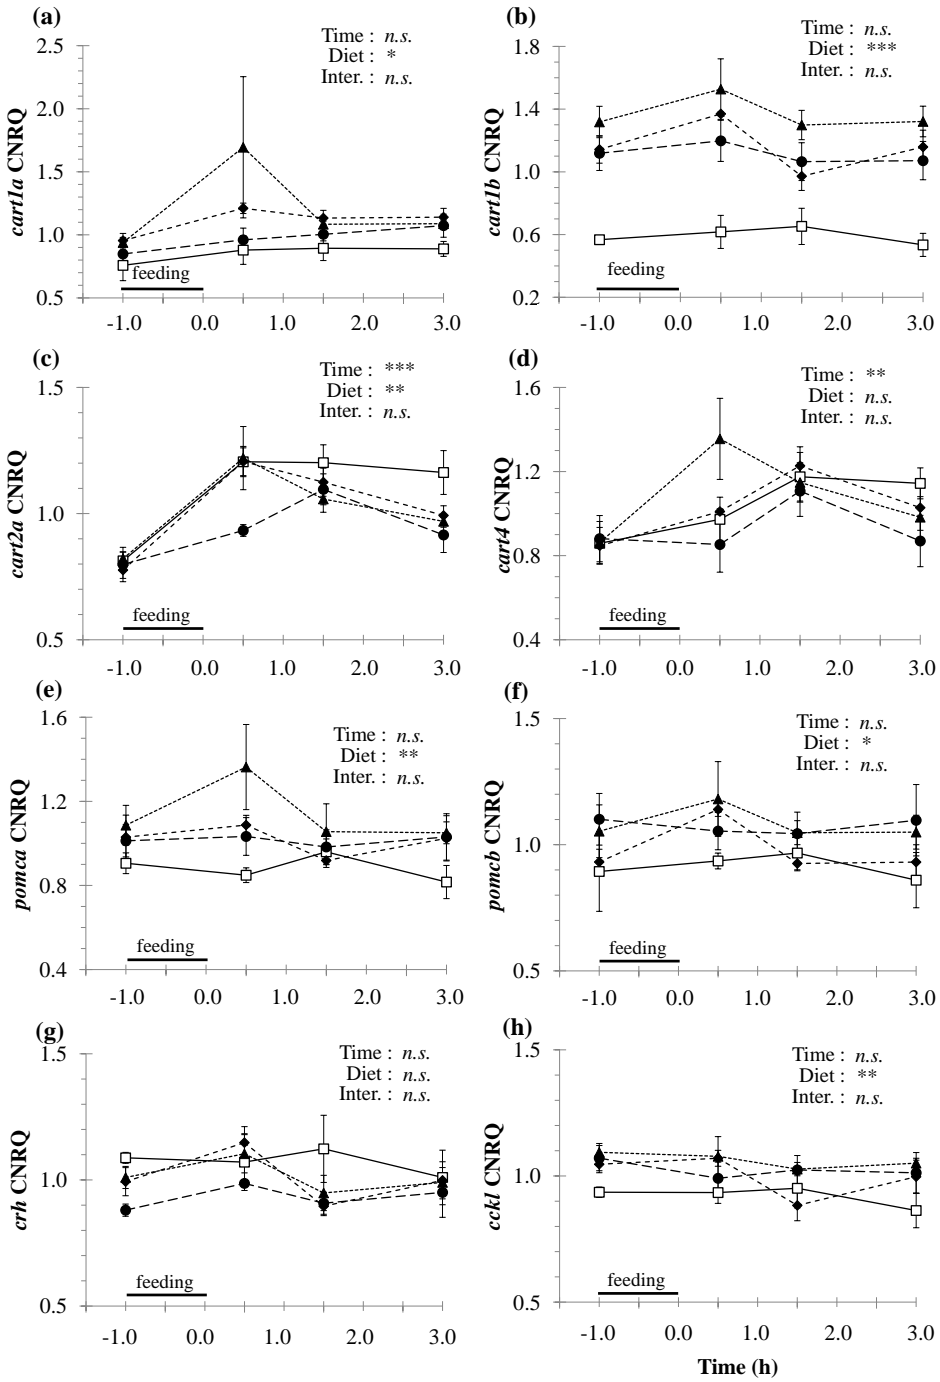 (a)
Time : n.s.
Diet : *
Inter. : n.s.
cart1a CNRQ
2.5
2.0
1.5
1.0
0.5
feeding
-1.0 0.0 1.0 2.0 3.0
(b)
Time : n.s.
Diet : ***
Inter. : n.s.
cart1b CNRQ
1.8
1.4
1.0
0.6
0.2
feeding
-1.0 0.0 1.0 2.0 3.0
(c)
Time : ***
Diet : **
Inter. : n.s.
cart2a CNRQ
1.5
1.2
1.0
0.7
0.5
feeding
-1.0 0.0 1.0 2.0 3.0
(d)
Time : **
Diet : n.s.
Inter. : n.s.
cart4 CNRQ
1.6
1.2
0.8
0.4
feeding
-1.0 0.0 1.0 2.0 3.0
(e)
Time : n.s.
Diet : **
Inter. : n.s.
pomca CNRQ
1.6
1.2
0.8
0.4
feeding
-1.0 0.0 1.0 2.0 3.0
(f)
Time : n.s.
Diet : *
Inter. : n.s.
pomcb CNRQ
1.5
1.0
0.5
feeding
-1.0 0.0 1.0 2.0 3.0
(g)
Time : n.s.
Diet : n.s.
Inter. : n.s.
crh CNRQ
1.5
1.0
0.5
feeding
-1.0 0.0 1.0 2.0 3.0
(h)
Time : n.s.
Diet : **
Inter. : n.s.
cckl CNRQ
1.5
1.0
0.5
feeding
-1.0 0.0 1.0 2.0 3.0
Time (h)